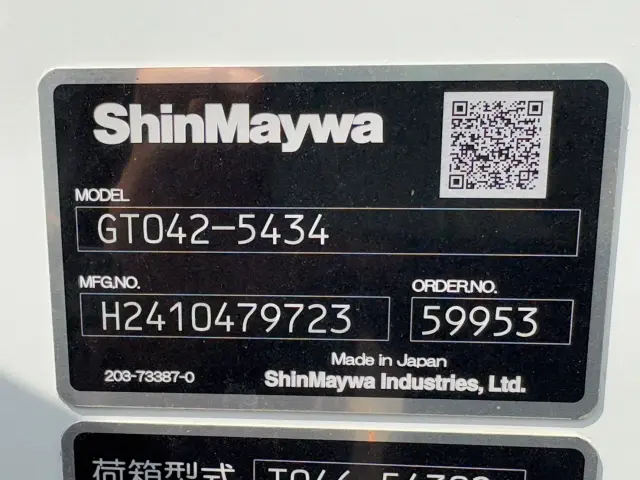 ShinMaywa
MODEL
GT042-5434
MFG.NO.
ORDER.NO.
H2410479723
59953
Made in Japan
203-73387-0
ShinMaywa Industries, Ltd.
荷箱型式